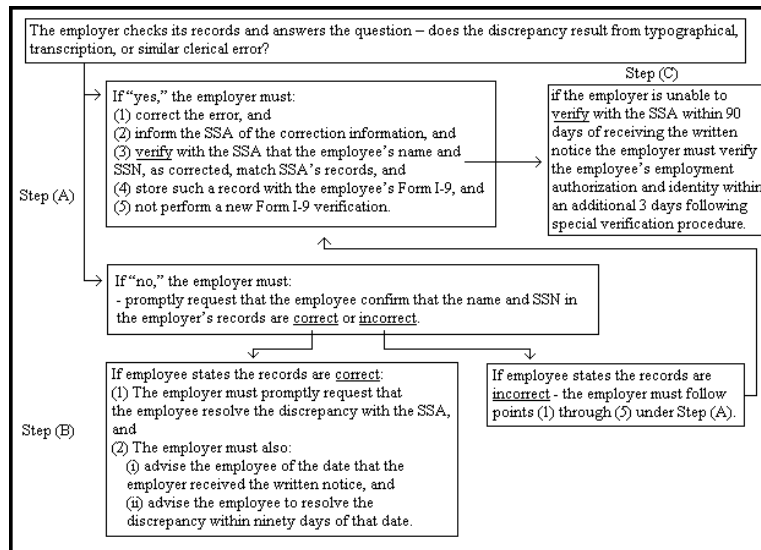 The employer checks its records and answers the question – does the discrepancy result from typographical,
transcription, or similar clerical error?
Step (A)
If "yes," the employer must:
(1) correct the error, and
(2) inform the SSA of the correction information, and
(3) verify with the SSA that the employee's name and
SSN, as corrected, match SSA's records, and
(4) store such a record with the employee's Form I-9, and
(5) not perform a new Form I-9 verification.
Step (C)
if the employer is unable to
verify with the SSA within 90
days of receiving the written
notice the employer must verify
the employee's employment
authorization and identity within
an additional 3 days following
special verification procedure.
If "no," the employer must:
- promptly request that the employee confirm that the name and SSN in
the employer's records are correct or incorrect.
Step (B)
If employee states the records are correct:
(1) The employer must promptly request that
the employee resolve the discrepancy with the SSA,
and
(2) The employer must also:
(i) advise the employee of the date that the
employer received the written notice, and
(ii) advise the employee to resolve the
discrepancy within ninety days of that date.
If employee states the records are
incorrect - the employer must follow
points (1) through (5) under Step (A).